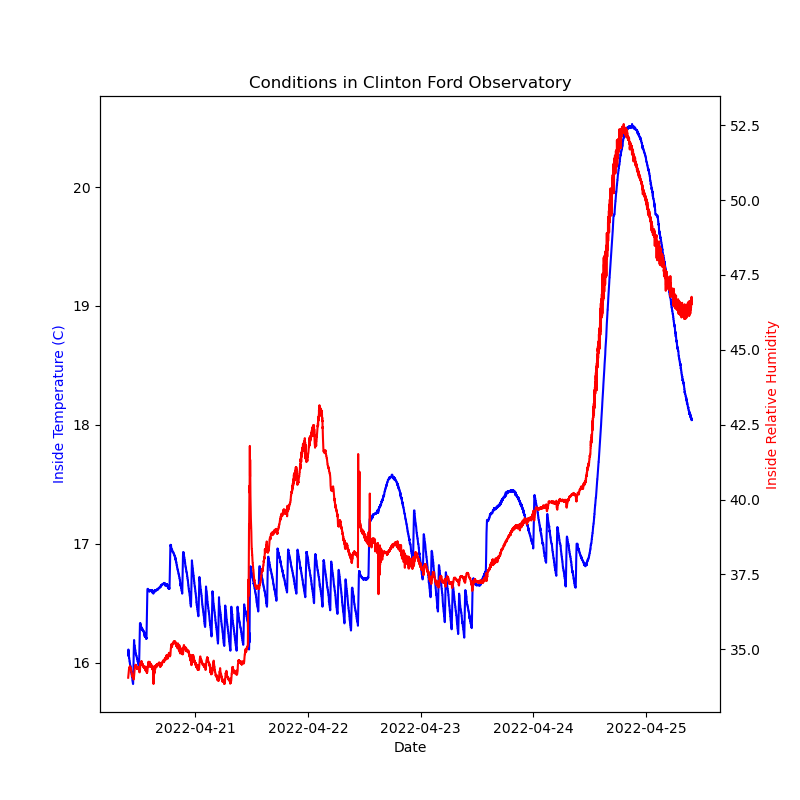 Conditions in Clinton Ford Observatory
20
19
18
17
16
Inside Temperature (C)
52.5
50.0
47.5
45.0
42.5
40.0
37.5
35.0
Inside Relative Humidity
2022-04-21 2022-04-22 2022-04-23 2022-04-24 2022-04-25
Date